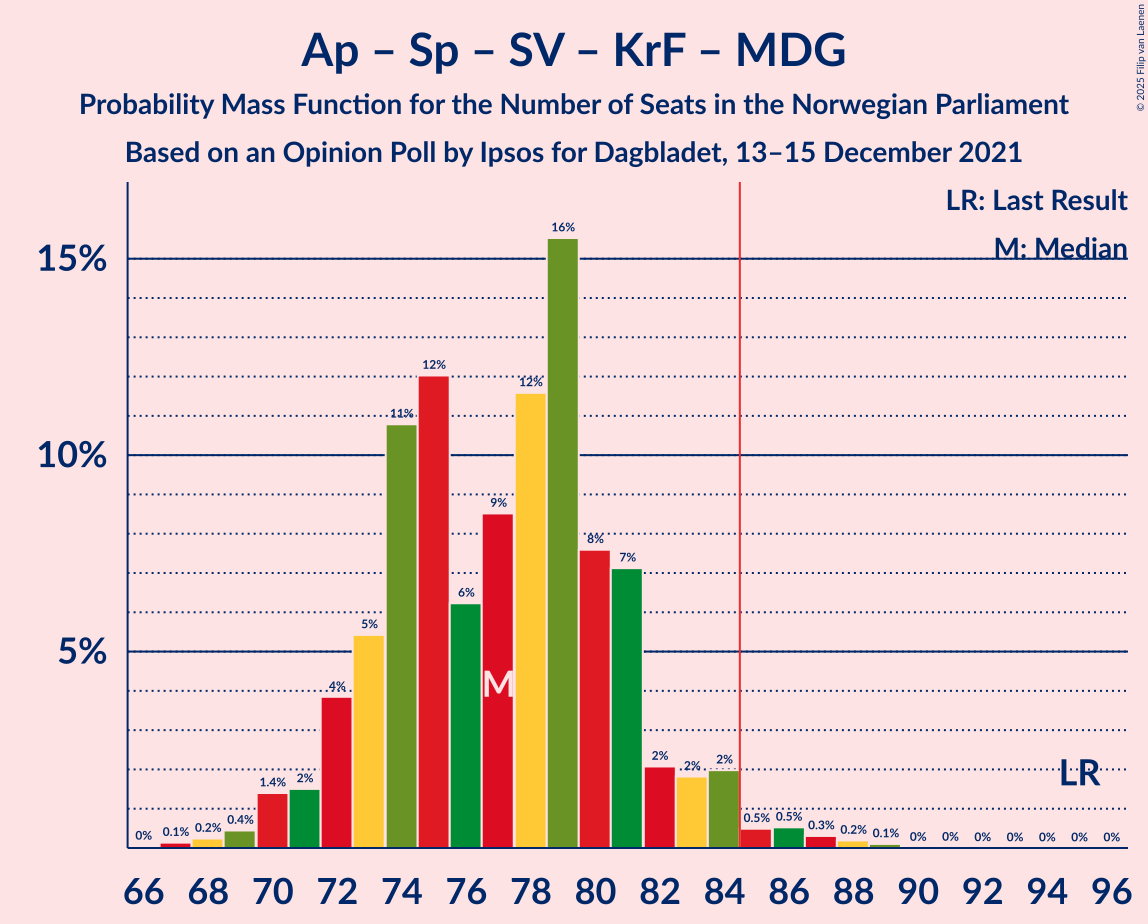 Ap – Sp – SV – KrF – MDG
Probability Mass Function for the Number of Seats in the Norwegian Parliament
Based on an Opinion Poll by Ipsos for Dagbladet, 13–15 December 2021
© 2025 Filip van Laenen
LR: Last Result
M: Median
15%
10%
5%
0% 0.1% 0.2% 0.4% 1.4% 2% 4% 5% 11% 12% 6% 9% 12% 16% 8% 7% 2% 2% 2% 0.5% 0.5% 0.3% 0.2% 0.1% 0% 0% 0% 0% 0% 0% 0%
M
LR
66 68 70 72 74 76 78 80 82 84 86 88 90 92 94 96